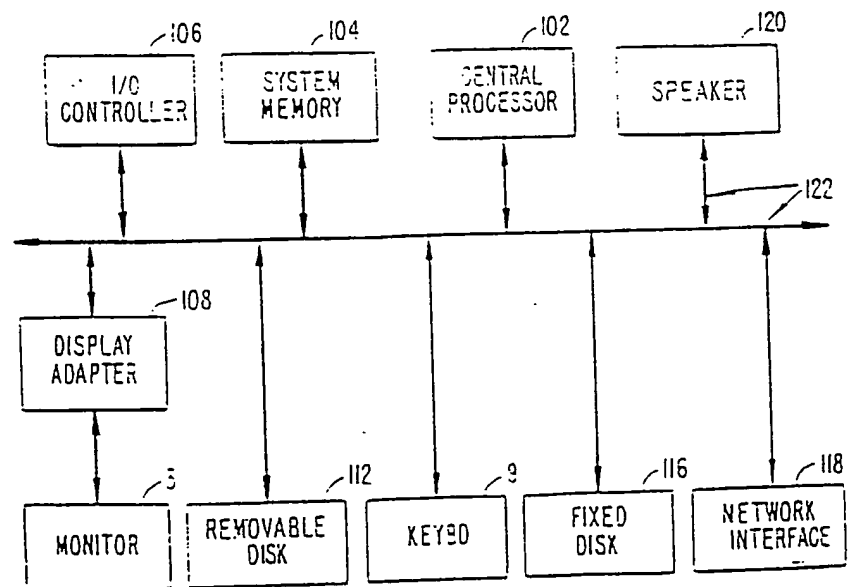 106
104
102
120
I/O
CONTROLLER
SYSTEM
MEMORY
CENTRAL
PROCESSOR
SPEAKER
122
108
DISPLAY
ADAPTER
112
9
116
118
MONITOR
REMOVABLE
DISK
KEYBD
FIXED
DISK
NETWORK
INTERFACE